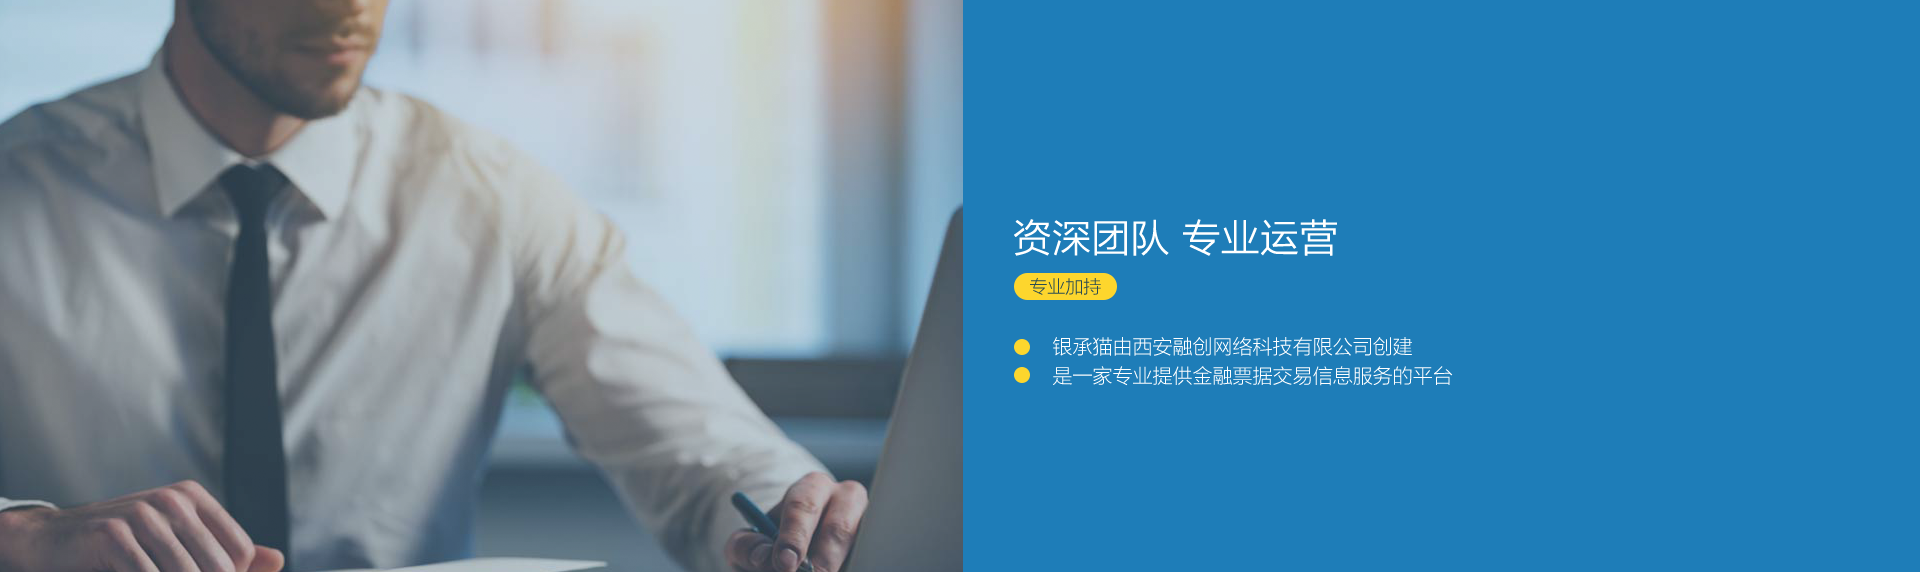 资深团队 专业运营
专业加持
银承猫由西安融创网络科技有限公司创建
是一家专业提供金融票据交易信息服务的平台